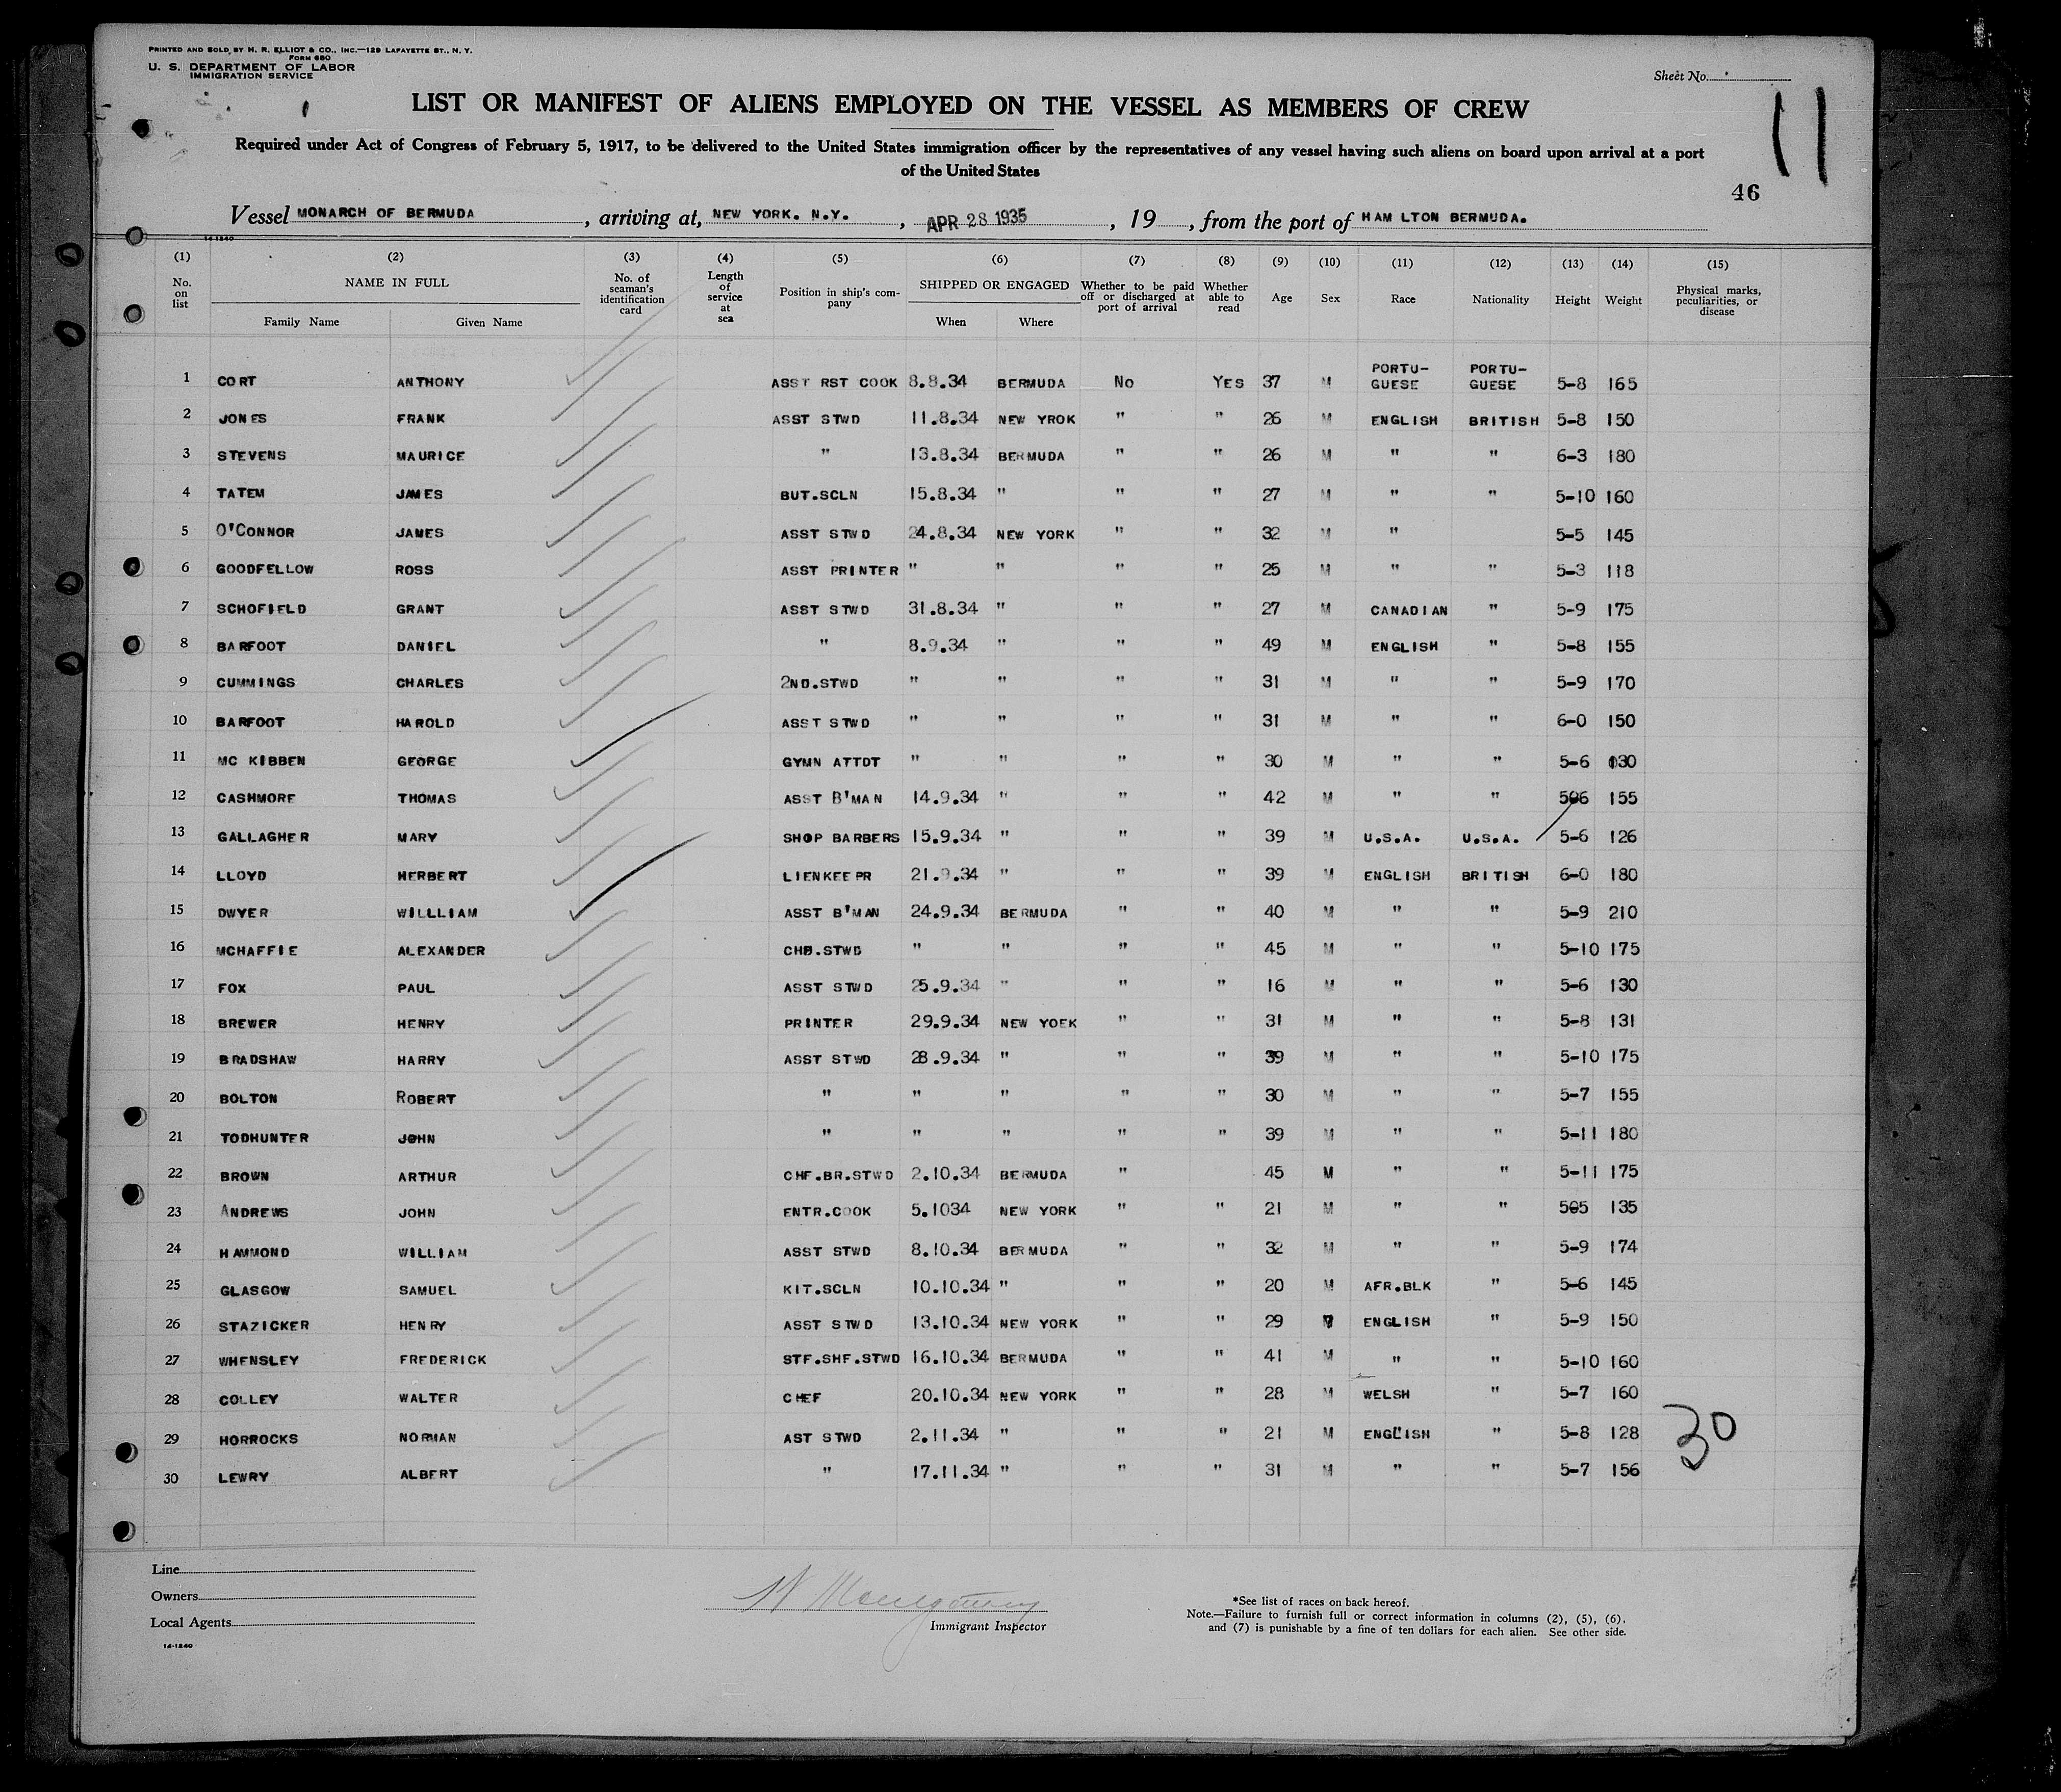 PRINTED AND SOLD BY H. R. ELLIOT & CO., INC.—129 LAFAYETTE ST., N. Y.
FORM 680
U. S. DEPARTMENT OF LABOR
IMMIGRATION SERVICE
Sheet No.
LIST OR MANIFEST OF ALIENS EMPLOYED ON THE VESSEL AS MEMBERS OF CREW
11
Required under Act of Congress of February 5, 1917, to be delivered to the United States immigration officer by the representatives of any vessel having such aliens on board upon arrival at a port
of the United States
46
Vessel MONARCH OF BERMUDA, arriving at, NEW YORK. N.Y., APR 28 1935, 19, from the port of HAM LTON BERMUDA.
14-1240
(1) (2) (3) (4) (5) (6) (7) (8) (9) (10) (11) (12) (13) (14) (15)
No. on list NAME IN FULL Family Name Given Name No. of seaman's identification card Length of service at sea Position in ship's company SHIPPED OR ENGAGED When Where Whether to be paid off or discharged at port of arrival Whether able to read Age Sex Race Nationality Height Weight Physical marks, peculiarities, or disease
1 CORT ANTHONY ASST RST COOK 8.8.34 BERMUDA No YES 37 M PORTU-GUESE PORTU-GUESE 5-8 165
2 JONES FRANK ASST STWD 11.8.34 NEW YROK " " 26 M ENGLISH BRITISH 5-8 150
3 STEVENS MAURICE " 13.8.34 BERMUDA " " 26 M " " 6-3 180
4 TATEM JAMES BUT.SCLN 15.8.34 " " " 27 M " " 5-10 160
5 O'CONNOR JAMES ASST STWD 24.8.34 NEW YORK " " 32 M " 5-5 145
6 GOODFELLOW ROSS ASST PRINTER " " " " 25 M " " 5-3 118
7 SCHOFIELD GRANT ASST STWD 31.8.34 " " " 27 M CANADIAN " 5-9 175
8 BARFOOT DANIEL " 8.9.34 " " " 49 M ENGLISH " 5-8 155
9 CUMMINGS CHARLES 2ND.STWD " " " " 31 M " " 5-9 170
10 BARFOOT HAROLD ASST STWD " " " " 31 M " " 6-0 150
11 MC KIBBEN GEORGE GYMN ATTDT " " " " 30 M " " 5-6 130
12 CASHMORE THOMAS ASST B'MAN 14.9.34 " " " 42 M " " 506 155
13 GALLAGHER MARY SHOP BARBERS 15.9.34 " " " 39 M U.S.A. U.S.A. 5-6 126
14 LLOYD HERBERT LIENKEEPR 21.9.34 " " " 39 M ENGLISH BRITISH 6-0 180
15 DWYER WILLLIAM ASST B'MAN 24.9.34 BERMUDA " " 40 M " " 5-9 210
16 MCHAFFIE ALEXANDER CHB.STWD " " " " 45 M " " 5-10 175
17 FOX PAUL ASST STWD 25.9.34 " " " 16 M " " 5-6 130
18 BREWER HENRY PRINTER 29.9.34 NEW YOEK " " 31 M " " 5-8 131
19 BRADSHAW HARRY ASST STWD 28.9.34 " " " 39 M " " 5-10 175
20 BOLTON ROBERT " " " " " 30 M " " 5-7 155
21 TODHUNTER JOHN " " " " " 39 M " " 5-11 180
22 BROWN ARTHUR CHF.BR.STWD 2.10.34 BERMUDA " 45 M " " 5-11 175
23 ANDREWS JOHN ENTR.COOK 5.1034 NEW YORK " " 21 M " " 505 135
24 HAMMOND WILLIAM ASST STWD 8.10.34 BERMUDA " " 32 M " " 5-9 174
25 GLASGOW SAMUEL KIT.SCLN 10.10.34 " " " 20 M AFR.BLK " 5-6 145
26 STAZICKER HENRY ASST STWD 13.10.34 NEW YORK " " 29 ENGLISH " 5-9 150
27 WHENSLEY FREDERICK STF.SHF.STWD 16.10.34 BERMUDA " " 41 M " " 5-10 160
28 COLLEY WALTER CHEF 20.10.34 NEW YORK " " 28 M WELSH " 5-7 160
29 HORROCKS NORMAN AST STWD 2.11.34 " " " 21 M ENGLISH " 5-8 128
30
30 LEWRY ALBERT " 17.11.34 " " " 31 M " " 5-7 156
Line
Owners
Local Agents
14-1240
Montgomery
Immigrant Inspector
*See list of races on back hereof.
Note.—Failure to furnish full or correct information in columns (2), (5), (6),
and (7) is punishable by a fine of ten dollars for each alien. See other side.